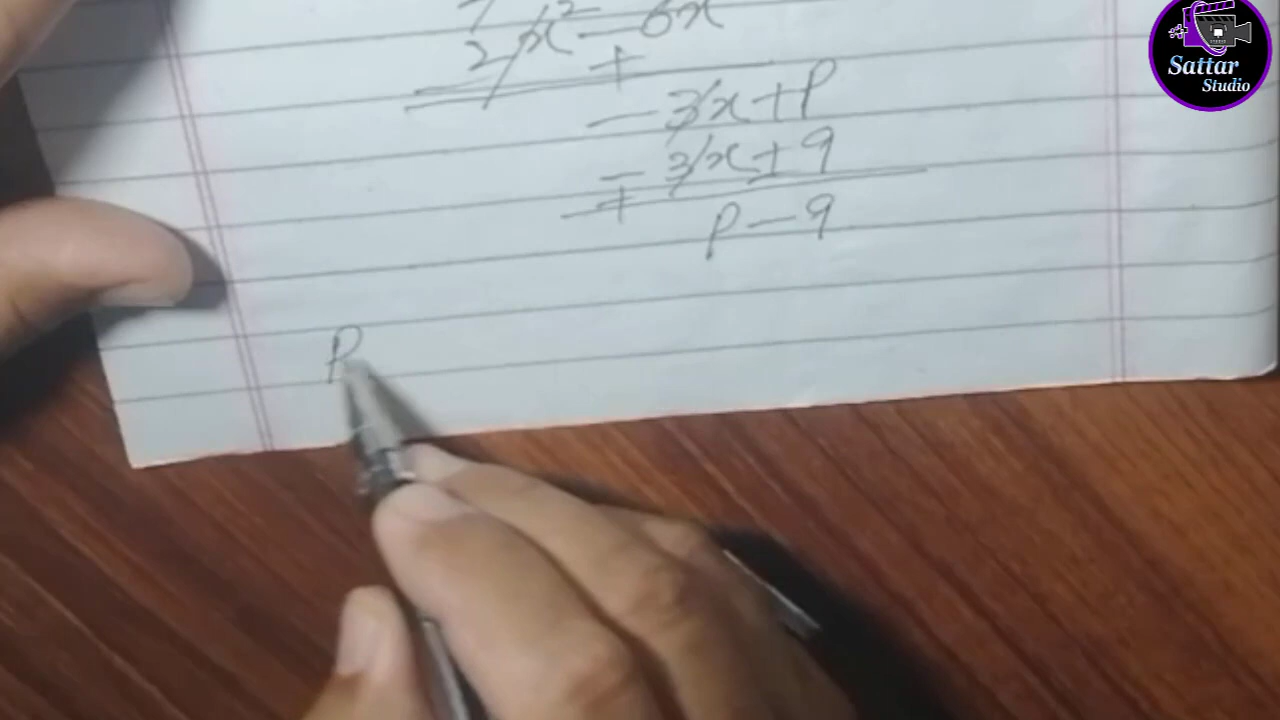 2x² - 6x
+
- 3x + P
- 3x + 9
+ -
P - 9
P
Sattar
Studio